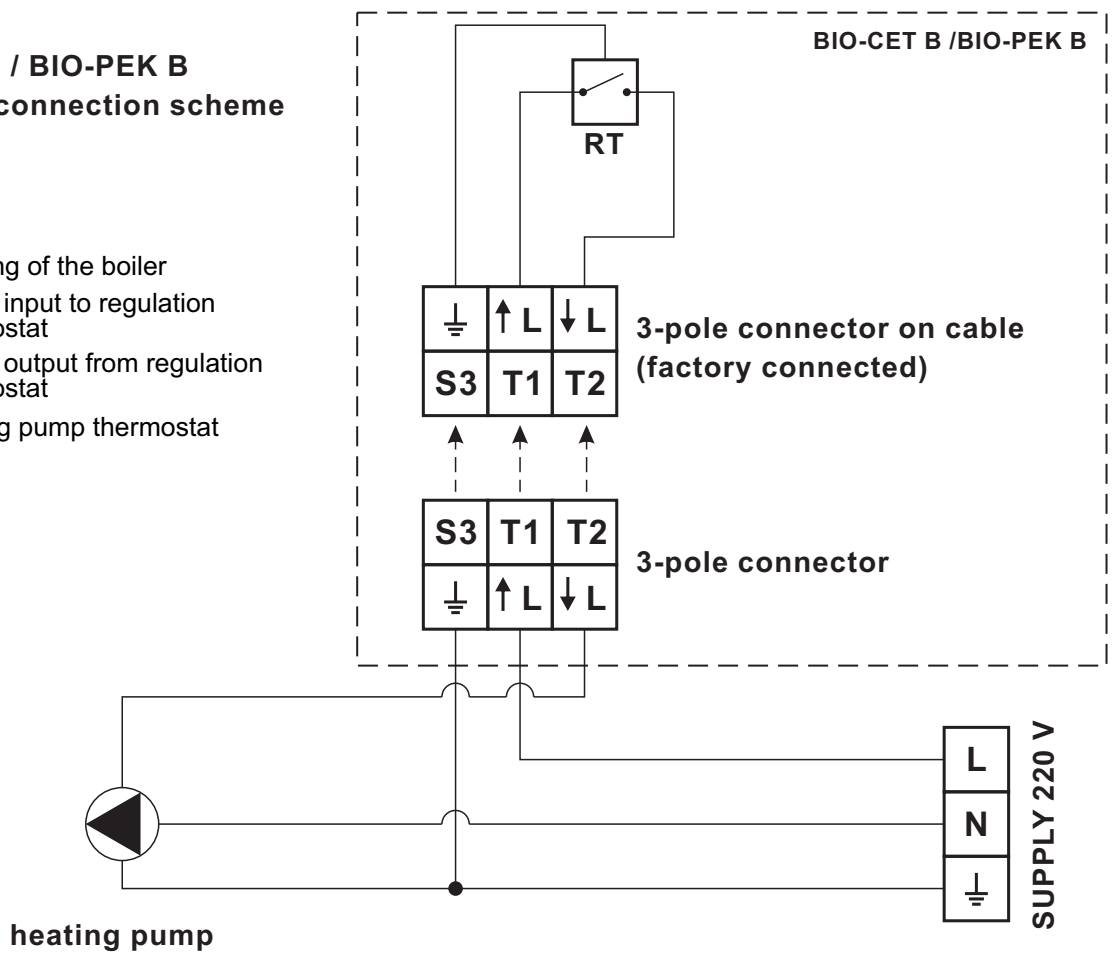 BIO-CET B /BIO-PEK B
/ BIO-PEK B
connection scheme
RT
ng of the boiler
input to regulation
ostat
output from regulation
ostat
g pump thermostat
⏚ ↑ L ↓ L
S3 T1 T2
3-pole connector on cable
(factory connected)
S3 T1 T2
⏚ ↑ L ↓ L
3-pole connector
L
N
⏚
SUPPLY 220 V
heating pump